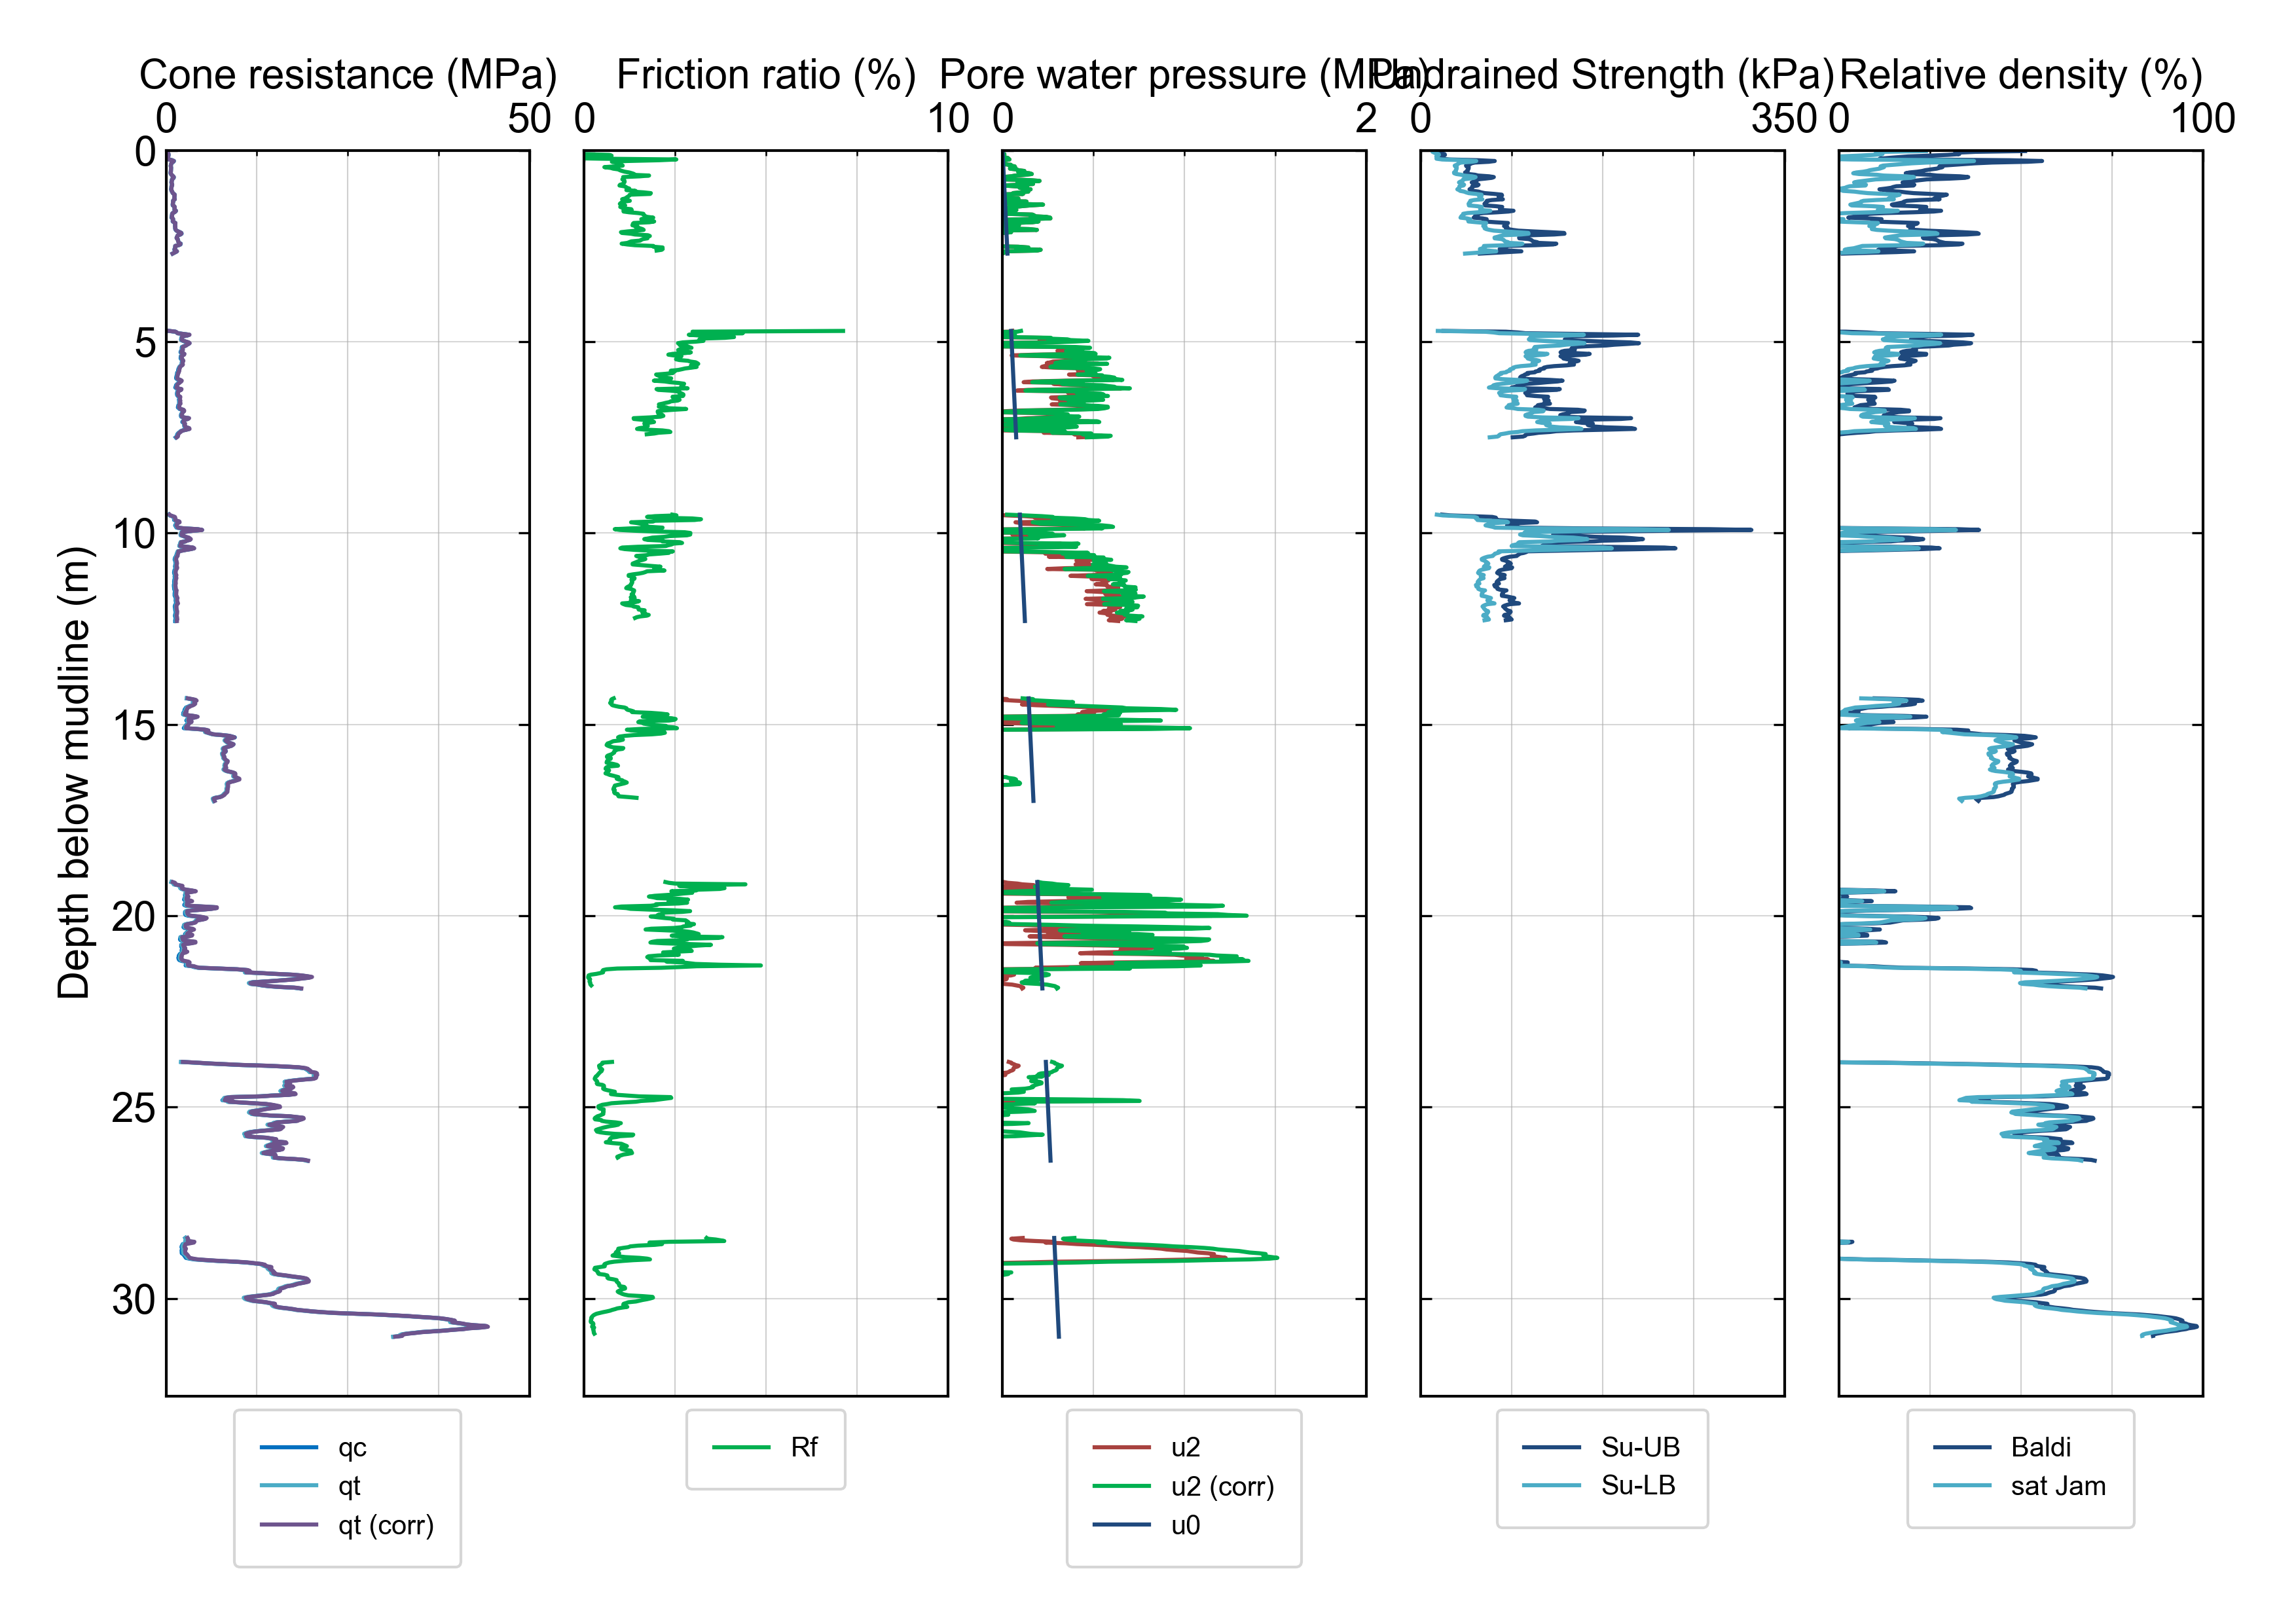 Cone resistance (MPa)
Friction ratio (%)
Pore water pressure (MPa)
Undrained Strength (kPa)
Relative density (%)
0 50
0 10
0 2
0 350
0 100
0
5
10
15
20
25
30
Depth below mudline (m)
qc
qt
qt (corr)
Rf
u2
u2 (corr)
u0
Su-UB
Su-LB
Baldi
sat Jam